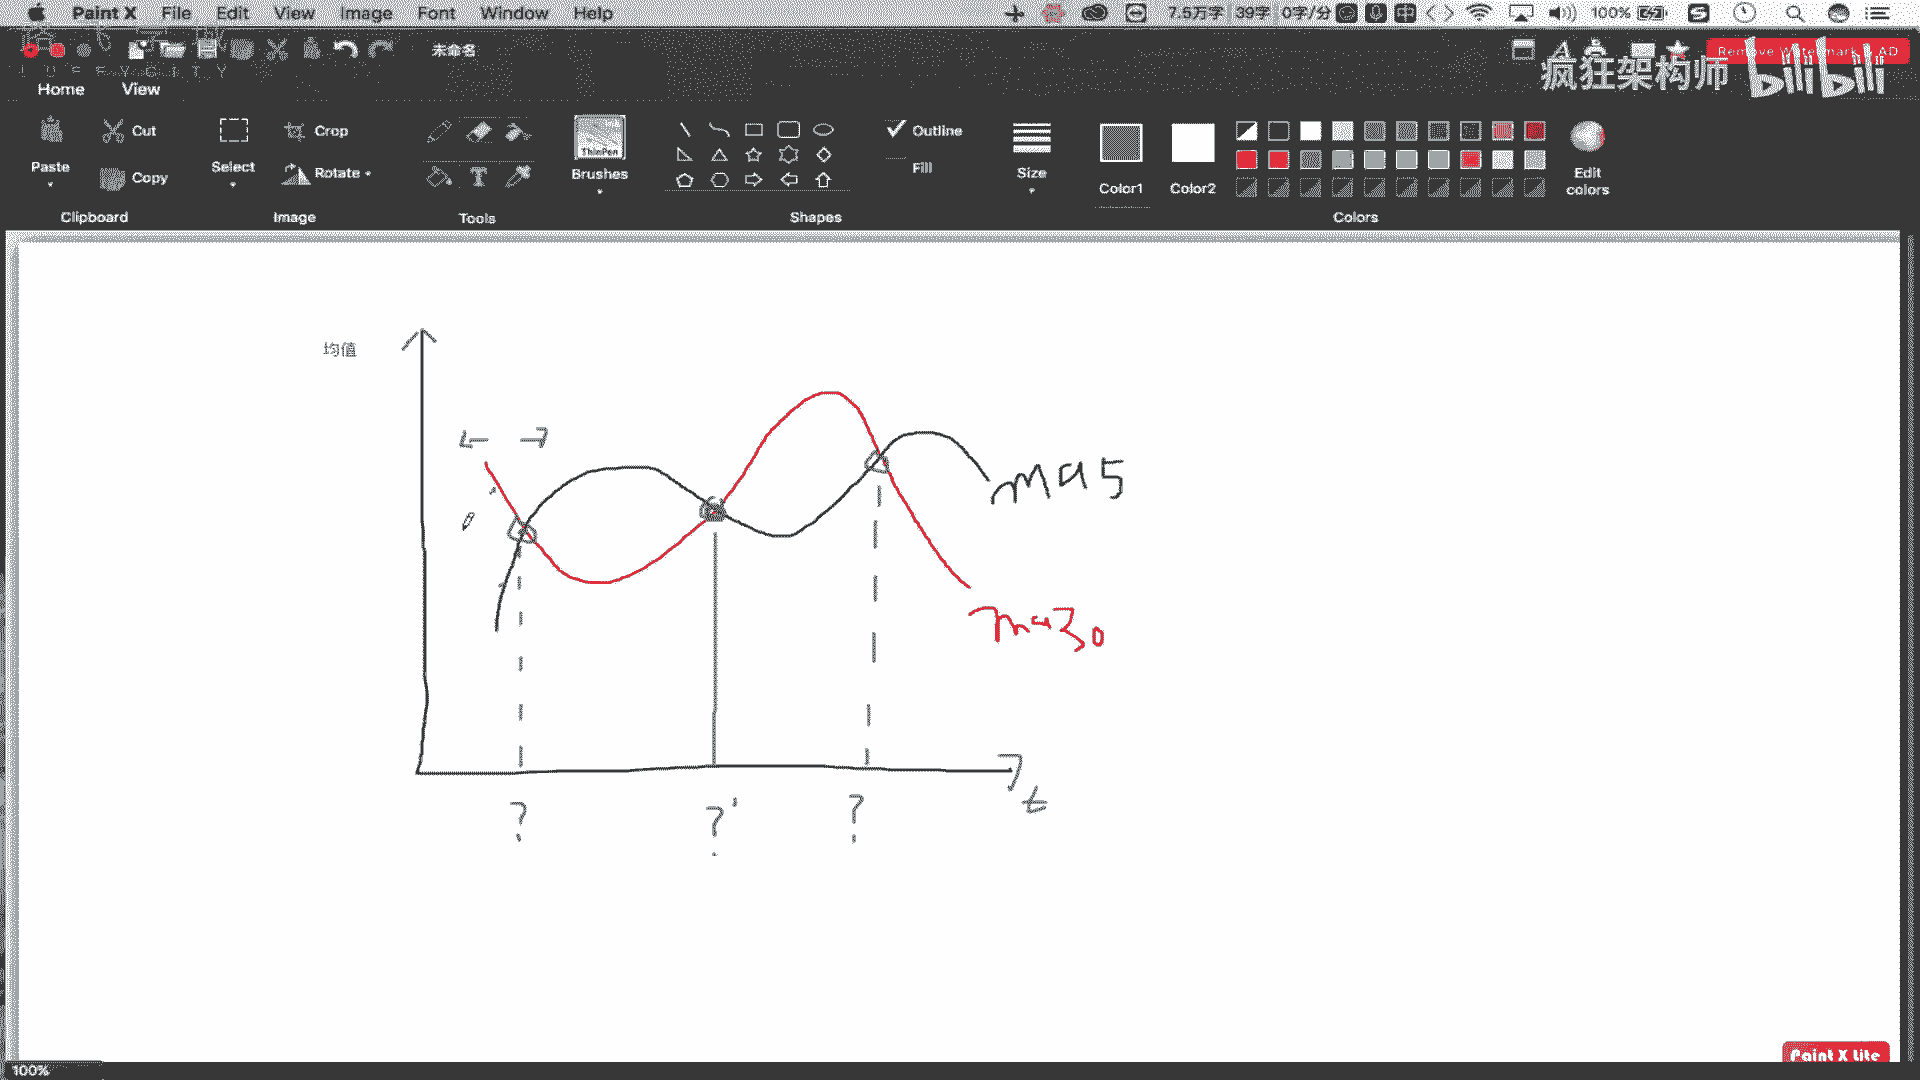 Paint X File Edit View Image Font Window Help 7.5万字 39字 0字/分 中 100%
未命名
Remove Watermark & AD
疯狂架构师 bilibili
LUFFYCITY
Home View
Cut Crop Outline
Paste Select ThinPen
Copy Rotate Brushes Fill Size Color1 Color2 Edit colors
Clipboard Image Tools Shapes Colors
均值
ma5
ma30
t
? ?' ?
100%
Paint X Lite